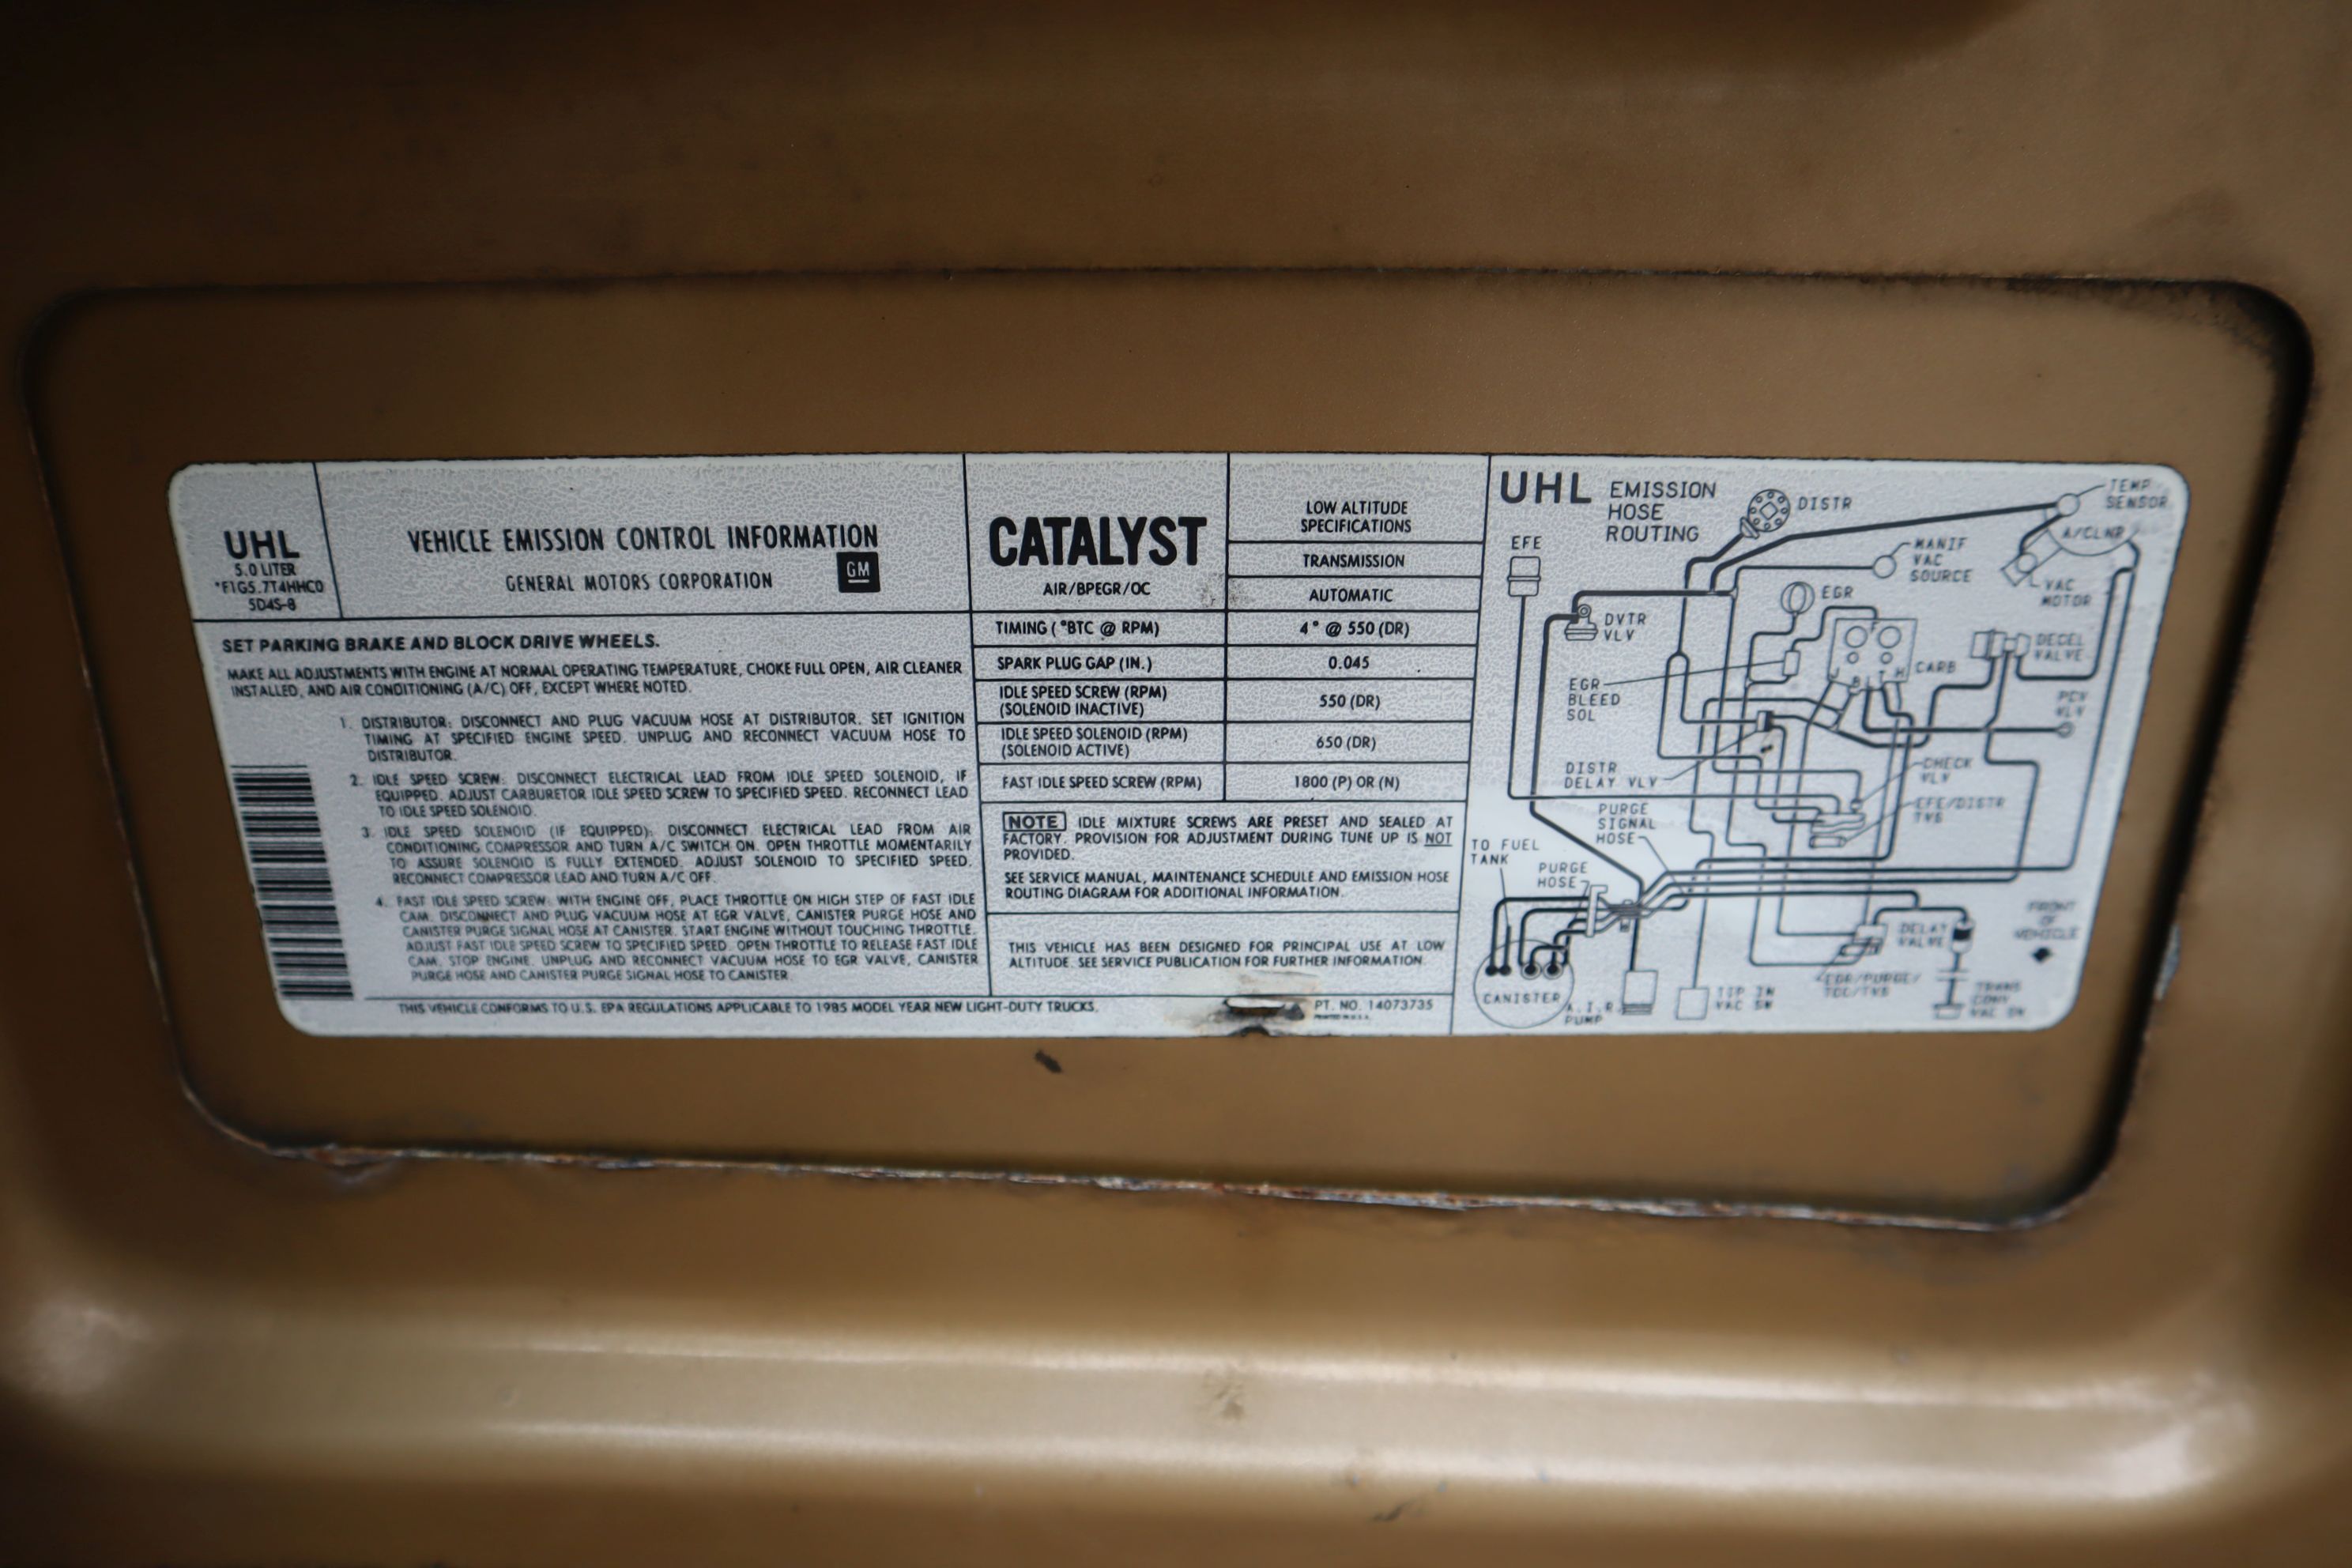 UHL
5.0 LITER
*F1G5.7T4HHC0
5D4S-8
VEHICLE EMISSION CONTROL INFORMATION
GENERAL MOTORS CORPORATION
GM
SET PARKING BRAKE AND BLOCK DRIVE WHEELS.
MAKE ALL ADJUSTMENTS WITH ENGINE AT NORMAL OPERATING TEMPERATURE, CHOKE FULL OPEN, AIR CLEANER
INSTALLED, AND AIR CONDITIONING (A/C) OFF, EXCEPT WHERE NOTED.
1. DISTRIBUTOR: DISCONNECT AND PLUG VACUUM HOSE AT DISTRIBUTOR. SET IGNITION
TIMING AT SPECIFIED ENGINE SPEED. UNPLUG AND RECONNECT VACUUM HOSE TO
DISTRIBUTOR.
2. IDLE SPEED SCREW: DISCONNECT ELECTRICAL LEAD FROM IDLE SPEED SOLENOID, IF
EQUIPPED. ADJUST CARBURETOR IDLE SPEED SCREW TO SPECIFIED SPEED. RECONNECT LEAD
TO IDLE SPEED SOLENOID.
3. IDLE SPEED SOLENOID (IF EQUIPPED): DISCONNECT ELECTRICAL LEAD FROM AIR
CONDITIONING COMPRESSOR AND TURN A/C SWITCH ON. OPEN THROTTLE MOMENTARILY
TO ASSURE SOLENOID IS FULLY EXTENDED. ADJUST SOLENOID TO SPECIFIED SPEED.
RECONNECT COMPRESSOR LEAD AND TURN A/C OFF.
4. FAST IDLE SPEED SCREW: WITH ENGINE OFF, PLACE THROTTLE ON HIGH STEP OF FAST IDLE
CAM. DISCONNECT AND PLUG VACUUM HOSE AT EGR VALVE, CANISTER PURGE HOSE AND
CANISTER PURGE SIGNAL HOSE AT CANISTER. START ENGINE WITHOUT TOUCHING THROTTLE.
ADJUST FAST IDLE SPEED SCREW TO SPECIFIED SPEED. OPEN THROTTLE TO RELEASE FAST IDLE
CAM. STOP ENGINE. UNPLUG AND RECONNECT VACUUM HOSE TO EGR VALVE, CANISTER
PURGE HOSE AND CANISTER PURGE SIGNAL HOSE TO CANISTER.
THIS VEHICLE CONFORMS TO U.S. EPA REGULATIONS APPLICABLE TO 1985 MODEL YEAR NEW LIGHT-DUTY TRUCKS.
CATALYST
AIR/BPEGR/OC
LOW ALTITUDE
SPECIFICATIONS
TRANSMISSION
AUTOMATIC
TIMING (°BTC @ RPM) 4° @ 550 (DR)
SPARK PLUG GAP (IN.) 0.045
IDLE SPEED SCREW (RPM)
(SOLENOID INACTIVE) 550 (DR)
IDLE SPEED SOLENOID (RPM)
(SOLENOID ACTIVE) 650 (DR)
FAST IDLE SPEED SCREW (RPM) 1800 (P) OR (N)
NOTE IDLE MIXTURE SCREWS ARE PRESET AND SEALED AT
FACTORY. PROVISION FOR ADJUSTMENT DURING TUNE UP IS NOT
PROVIDED.
SEE SERVICE MANUAL, MAINTENANCE SCHEDULE AND EMISSION HOSE
ROUTING DIAGRAM FOR ADDITIONAL INFORMATION.
THIS VEHICLE HAS BEEN DESIGNED FOR PRINCIPAL USE AT LOW
ALTITUDE. SEE SERVICE PUBLICATION FOR FURTHER INFORMATION.
PT. NO. 14073735
UHL EMISSION
HOSE
ROUTING
DISTR
TEMP
SENSOR
A/CLNR
EFE
MANIF
VAC
SOURCE
VAC
MOTOR
EGR
DVTR
VLV
DECEL
VALVE
CARB
EGR
BLEED
SOL
PCV
VLV
DISTR
DELAY VLV
CHECK
VLV
EFE/DISTR
TVS
PURGE
SIGNAL
HOSE
TO FUEL
TANK
PURGE
HOSE
FRONT
OF
VEHICLE
DELAY
VALVE
CANISTER
A.I.R.
PUMP
TIP IN
VAC SW
EGR/PURGE/
TCC/TVS
TRANS
CONV
VAC SW